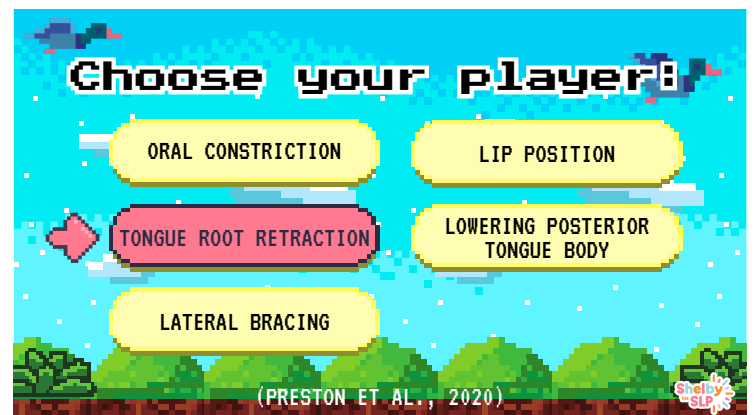 Choose your player:
ORAL CONSTRICTION
LIP POSITION
TONGUE ROOT RETRACTION
LOWERING POSTERIOR
TONGUE BODY
LATERAL BRACING
(PRESTON ET AL., 2020)
Shelby
the SLP